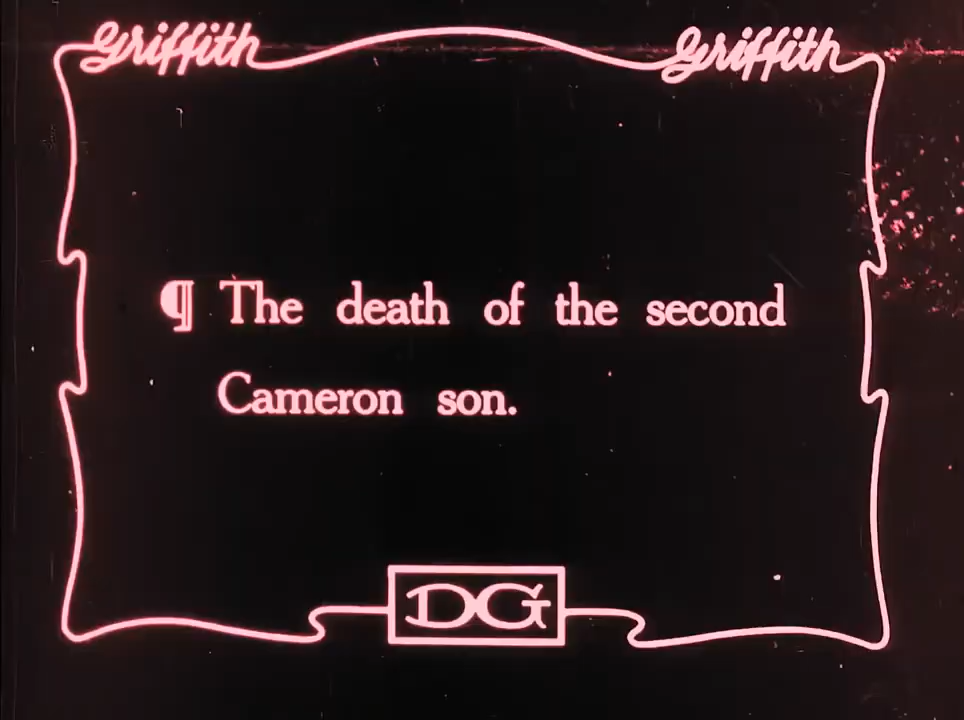 Griffith Griffith
¶ The death of the second
Cameron son.
DG